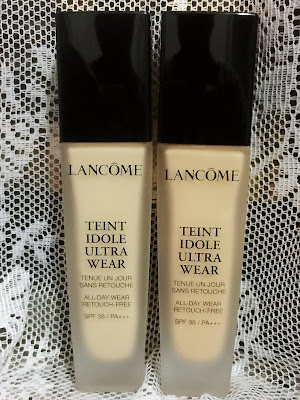 LANCÔME
TEINT
IDOLE
ULTRA
WEAR
TENUE UN JOUR
SANS RETOUCHE
ALL-DAY WEAR
RETOUCH-FREE
SPF 38 / PA+++
LANCÔME
TEINT
IDOLE
ULTRA
WEAR
TENUE UN JOUR
SANS RETOUCHE
ALL-DAY WEAR
RETOUCH-FREE
SPF 38 / PA+++